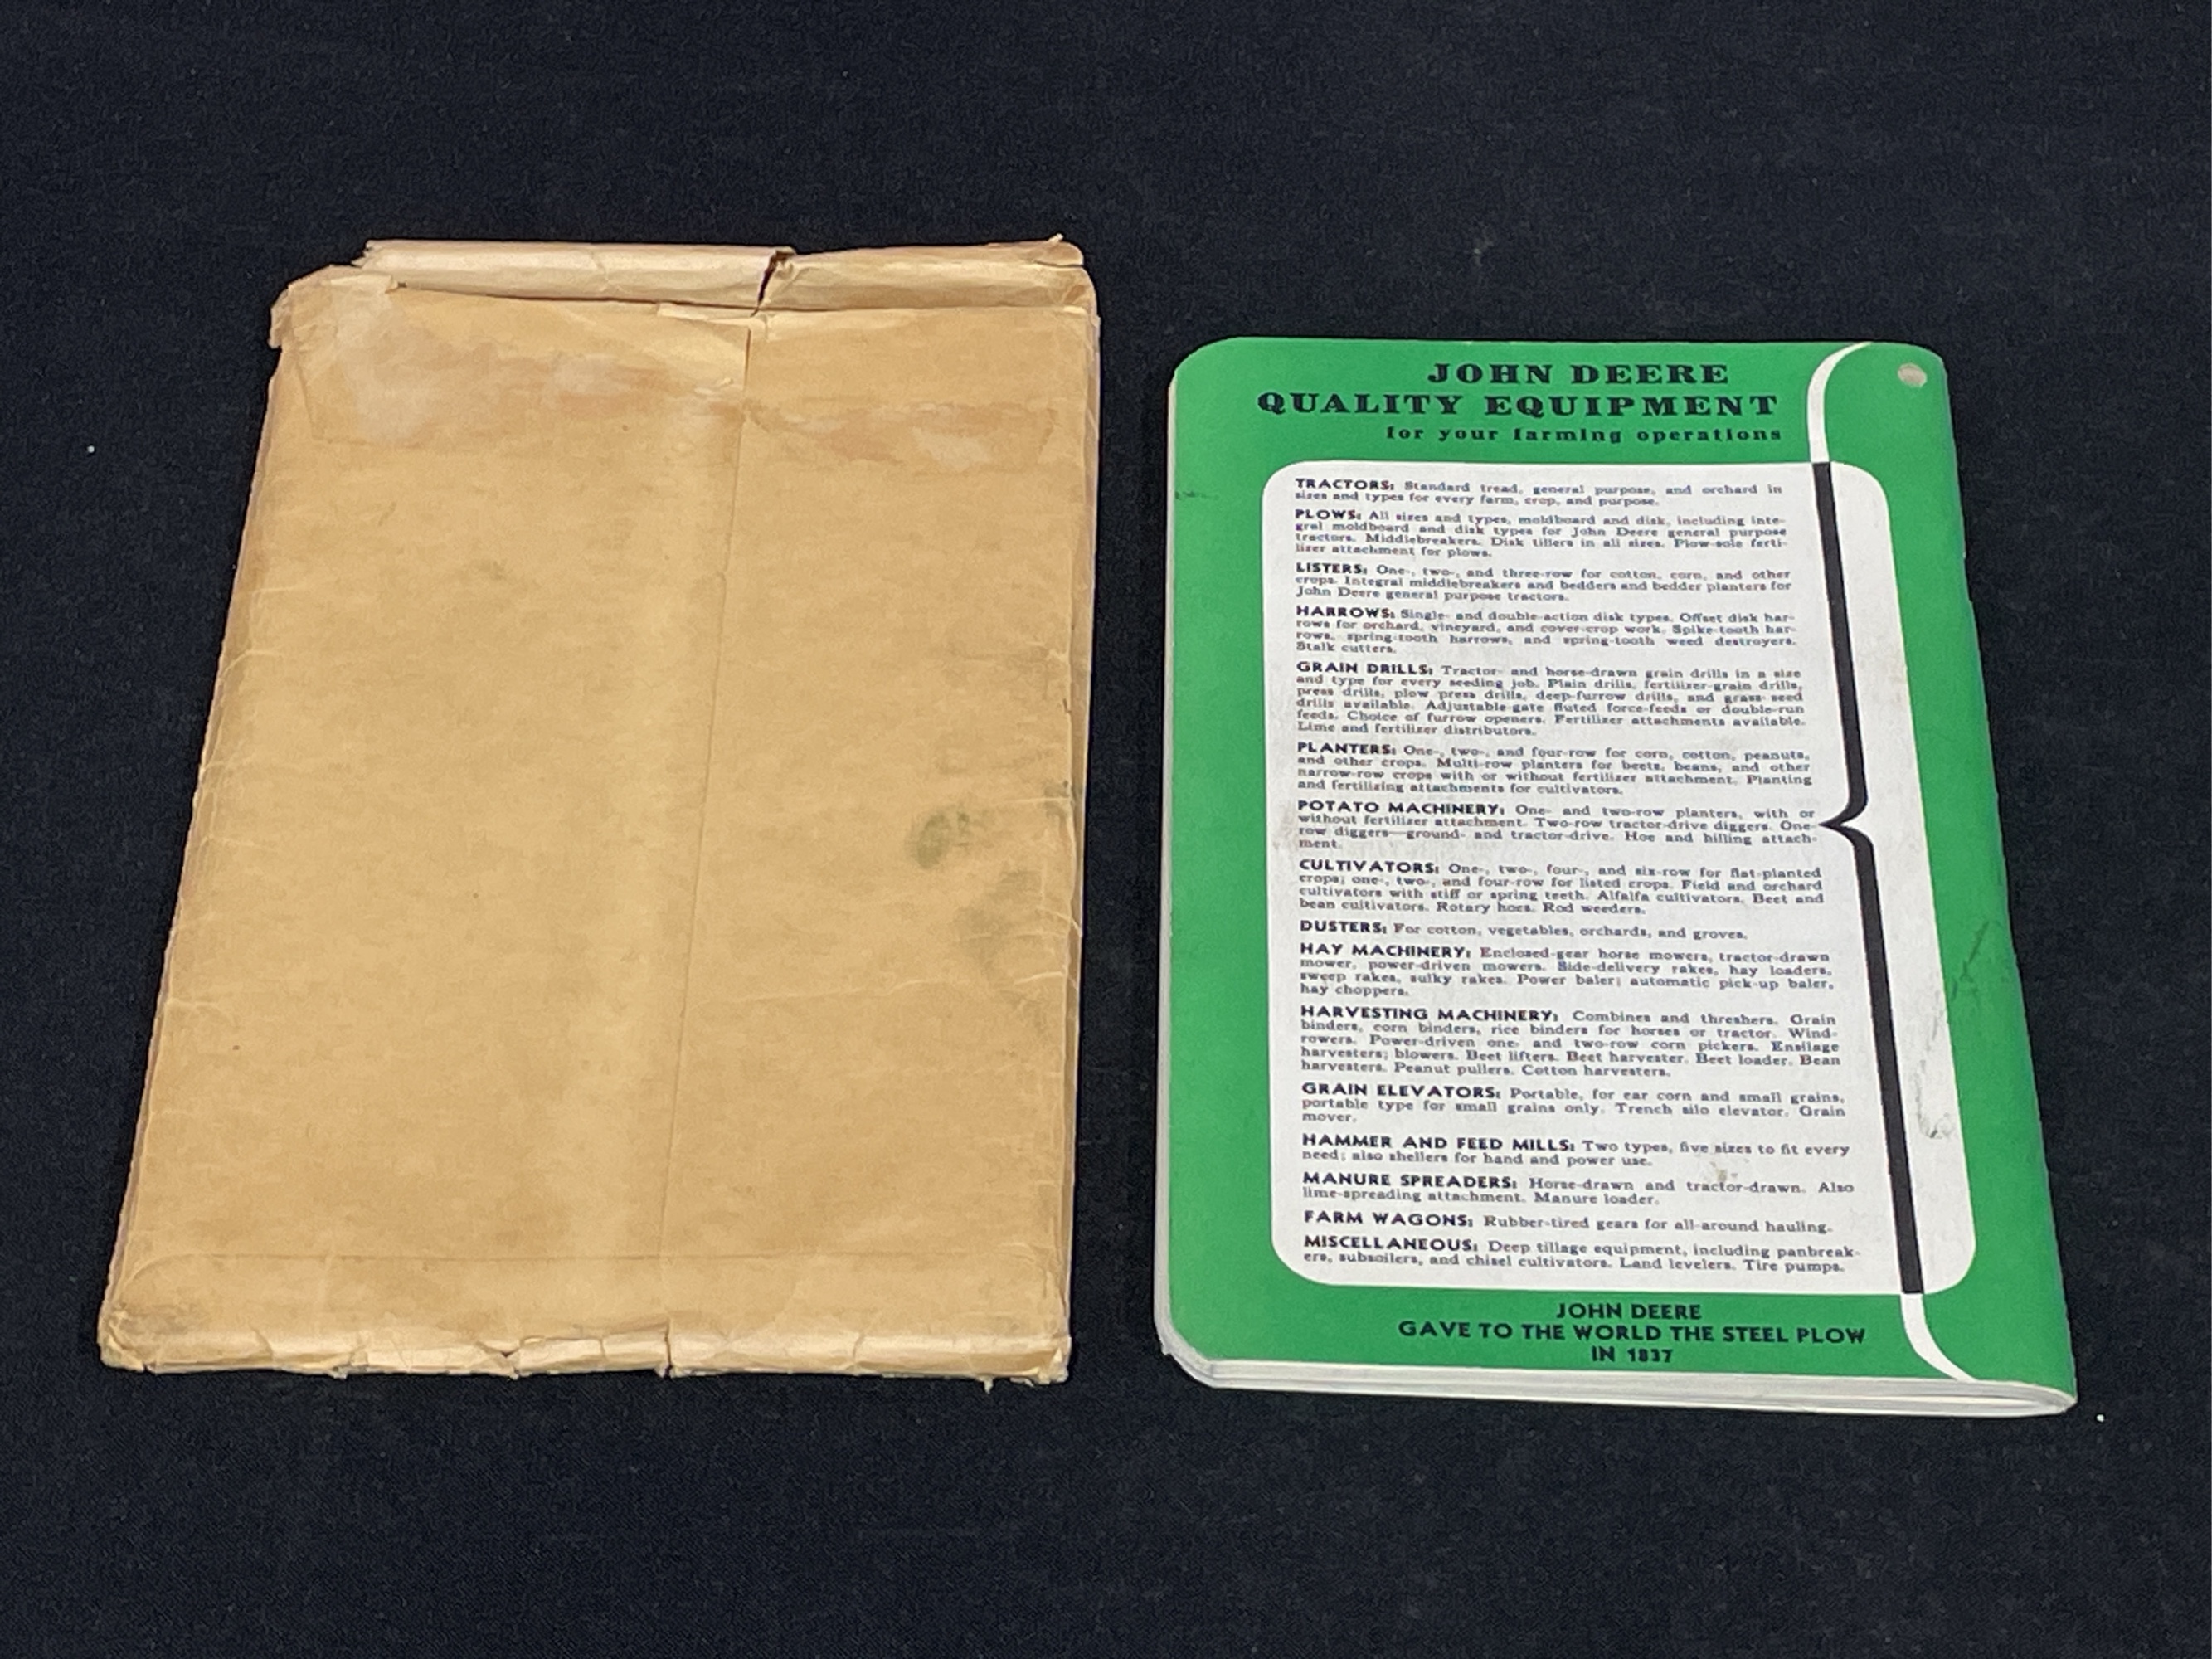 JOHN DEERE
QUALITY EQUIPMENT
for your farming operations
TRACTORS: Standard tread, general purpose, and orchard in
sizes and types for every farm, crop, and purpose.
PLOWS: All sizes and types, moldboard and disk, including inte-
gral moldboard and disk types for John Deere general purpose
tractors. Middlebreakers. Disk tillers in all sizes. Plow-sole ferti-
lizer attachment for plows.
LISTERS: One-, two-, and three-row for cotton, corn, and other
crops. Integral middlebreakers and bedders and bedder planters for
John Deere general purpose tractors.
HARROWS: Single- and double-action disk types. Offset disk har-
rows for orchard, vineyard, and cover-crop work. Spike-tooth har-
rows, spring-tooth harrows, and spring-tooth weed destroyers.
Stalk cutters.
GRAIN DRILLS: Tractor- and horse-drawn grain drills in a size
and type for every seeding job. Plain drills, fertilizer-grain drills,
press drills, plow press drills, deep-furrow drills, and grass-seed
drills available. Adjustable-gate fluted force-feeds or double-run
feeds. Choice of furrow openers. Fertilizer attachments available.
Lime and fertilizer distributors.
PLANTERS: One-, two-, and four-row for corn, cotton, peanuts,
and other crops. Multi-row planters for beets, beans, and other
narrow-row crops with or without fertilizer attachment. Planting
and fertilizing attachments for cultivators.
POTATO MACHINERY: One- and two-row planters, with or
without fertilizer attachment. Two-row tractor-drive diggers. One-
row diggers—ground- and tractor-drive. Hoe and hilling attach-
ment.
CULTIVATORS: One-, two-, four-, and six-row for flat-planted
crops; one-, two-, and four-row for listed crops. Field and orchard
cultivators with stiff or spring teeth. Alfalfa cultivators. Beet and
bean cultivators. Rotary hoes. Rod weeders.
DUSTERS: For cotton, vegetables, orchards, and groves.
HAY MACHINERY: Enclosed-gear horse mowers, tractor-drawn
mower, power-driven mowers. Side-delivery rakes, hay loaders,
sweep rakes, sulky rakes. Power baler; automatic pick-up baler,
hay choppers.
HARVESTING MACHINERY: Combines and threshers. Grain
binders, corn binders, rice binders for horses or tractor. Wind-
rowers. Power-driven one- and two-row corn pickers. Ensilage
harvesters; blowers. Beet lifters. Beet harvester. Beet loader. Bean
harvesters. Peanut pullers. Cotton harvesters.
GRAIN ELEVATORS: Portable, for ear corn and small grains,
portable type for small grains only. Trench silo elevator. Grain
mover.
HAMMER AND FEED MILLS: Two types, five sizes to fit every
need; also shellers for hand and power use.
MANURE SPREADERS: Horse-drawn and tractor-drawn. Also
lime-spreading attachment. Manure loader.
FARM WAGONS: Rubber-tired gears for all-around hauling.
MISCELLANEOUS: Deep tillage equipment, including panbreak-
ers, subsoilers, and chisel cultivators. Land levelers. Tire pumps.
JOHN DEERE
GAVE TO THE WORLD THE STEEL PLOW
IN 1837